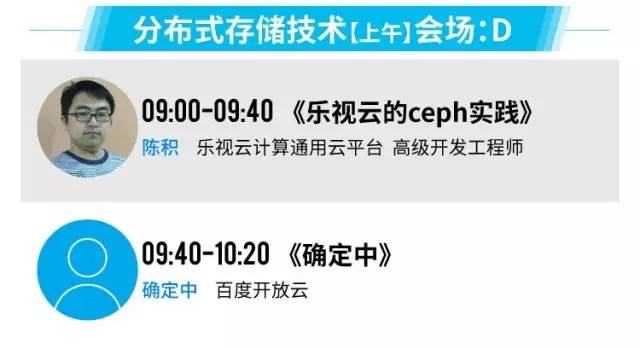 分布式存储技术【上午】会场：D
09:00-09:40 《乐视云的ceph实践》
陈积 乐视云计算通用云平台 高级开发工程师
09:40-10:20 《确定中》
确定中 百度开放云